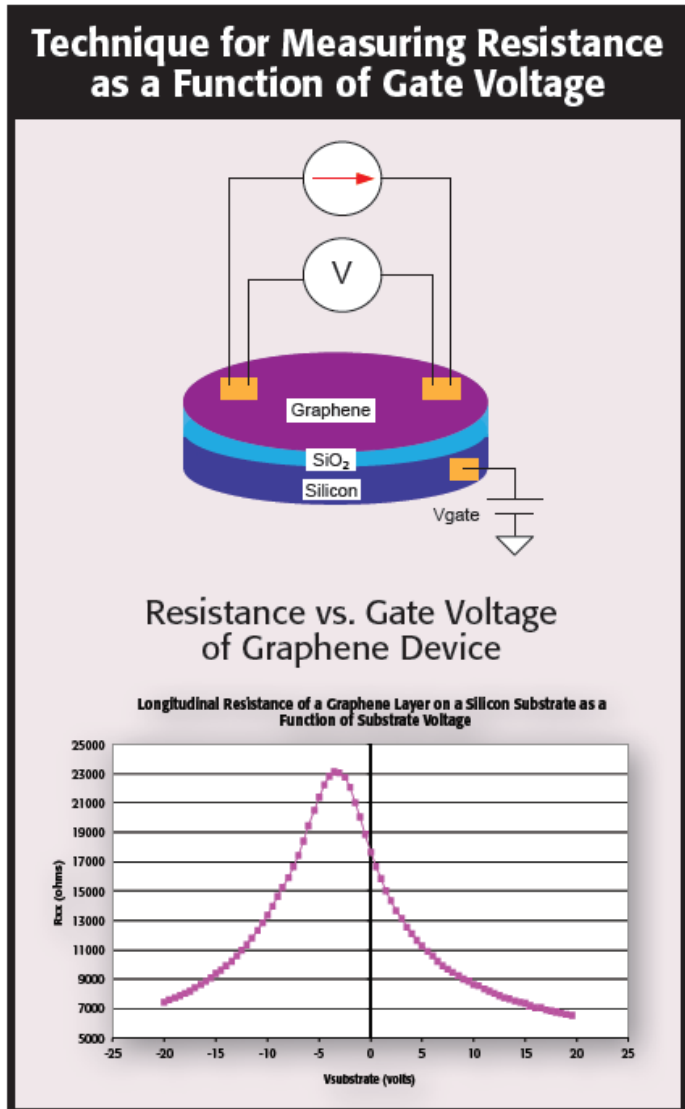 Technique for Measuring Resistance
as a Function of Gate Voltage
V
Graphene
SiO₂
Silicon
Vgate
Resistance vs. Gate Voltage
of Graphene Device
Longitudinal Resistance of a Graphene Layer on a Silicon Substrate as a
Function of Substrate Voltage
25000
23000
21000
19000
17000
15000
13000
11000
9000
7000
5000
Rxx (ohms)
-25 -20 -15 -10 -5 0 5 10 15 20 25
Vsubstrate (volts)